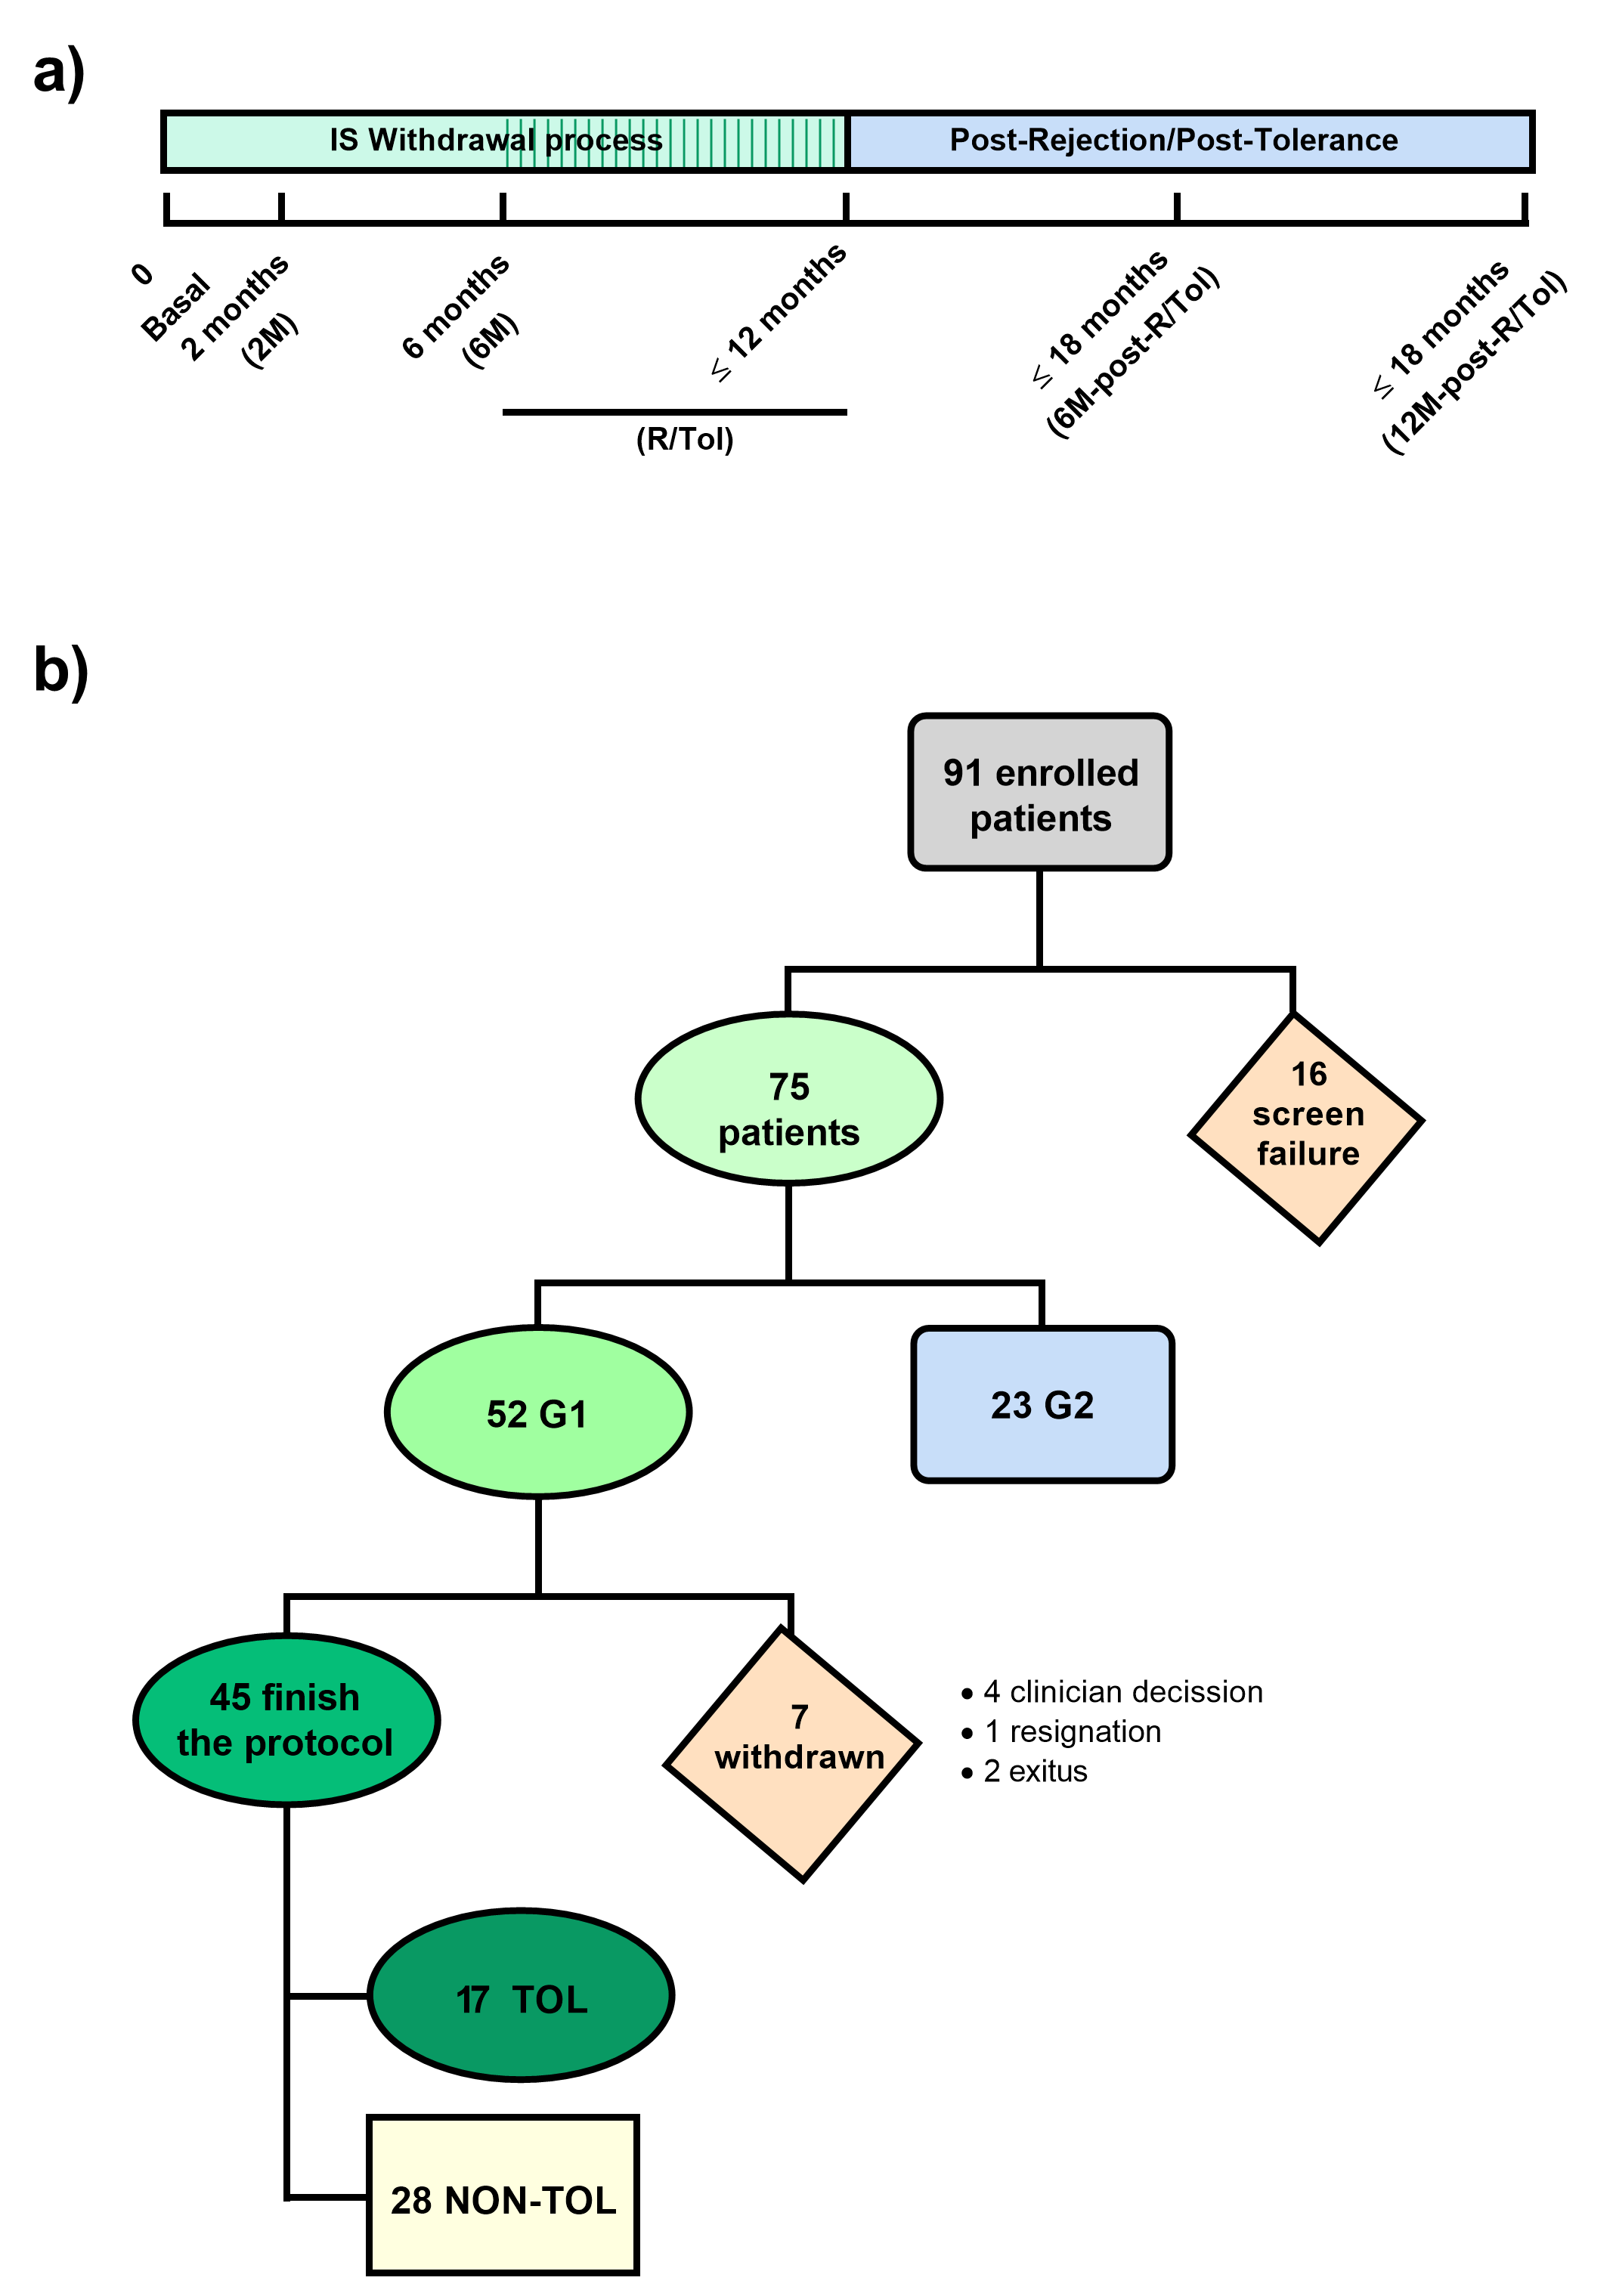 a)
IS Withdrawal process
Post-Rejection/Post-Tolerance
0
Basal
2 months
(2M)
6 months
(6M)
≤ 12 months
(R/Tol)
≤ 18 months
(6M-post-R/Tol)
≤ 18 months
(12M-post-R/Tol)
b)
91 enrolled
patients
75
patients
16
screen
failure
52 G1
23 G2
45 finish
the protocol
7
withdrawn
• 4 clinician decission
• 1 resignation
• 2 exitus
17 TOL
28 NON-TOL